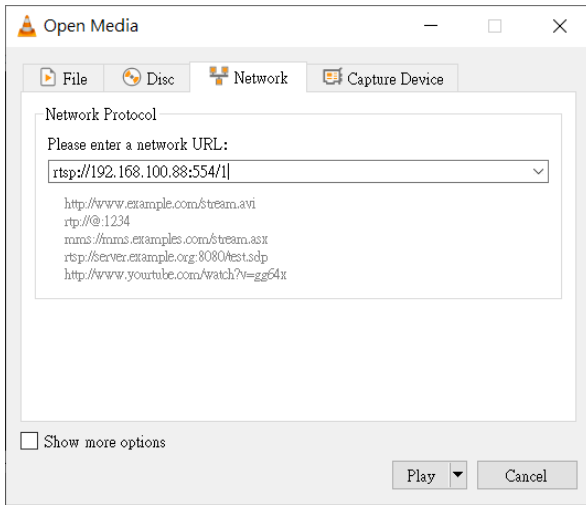 Open Media
File Disc Network Capture Device
Network Protocol
Please enter a network URL:
rtsp://192.168.100.88:554/1
http://www.example.com/stream.avi
rtp://@:1234
mms://mms.examples.com/stream.asx
rtsp://server.example.org:8080/test.sdp
http://www.yourtube.com/watch?v=gg64x
Show more options
Play Cancel